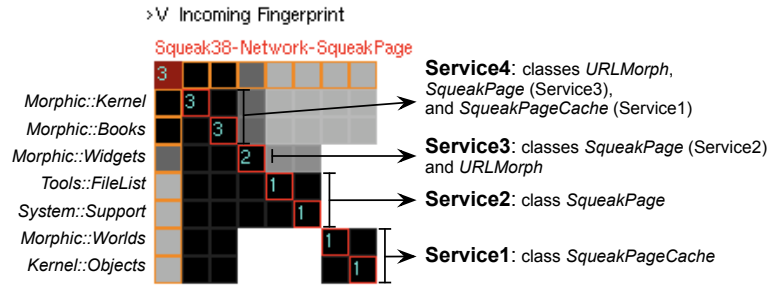 >V Incoming Fingerprint
Squeak38-Network-SqueakPage
3
Morphic::Kernel 3
Morphic::Books 3
Morphic::Widgets 2
Tools::FileList 1
System::Support 1
Morphic::Worlds 1
Kernel::Objects 1
Service4: classes URLMorph,
SqueakPage (Service3),
and SqueakPageCache (Service1)
Service3: classes SqueakPage (Service2)
and URLMorph
Service2: class SqueakPage
Service1: class SqueakPageCache